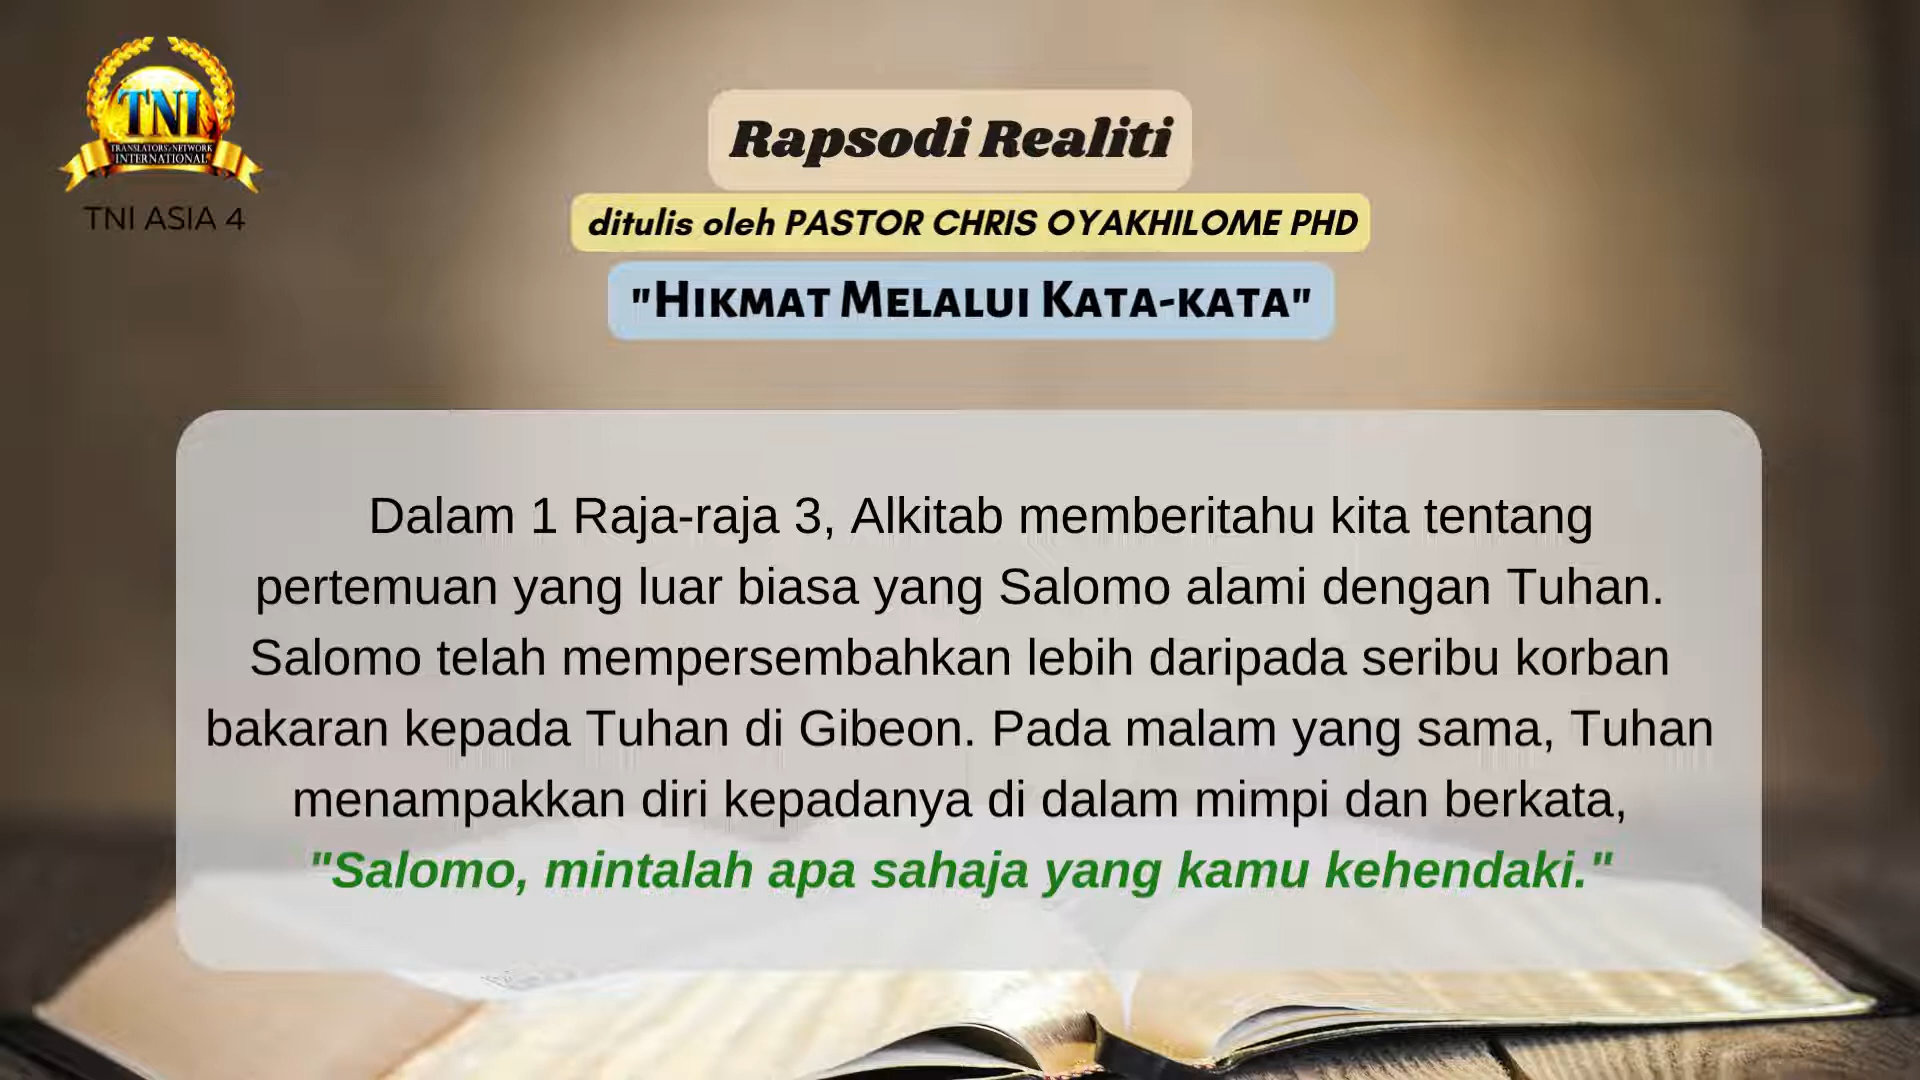 TNI
TRANSLATORS' NETWORK
INTERNATIONAL
TNI ASIA 4
Rapsodi Realiti
ditulis oleh PASTOR CHRIS OYAKHILOME PHD
"HIKMAT MELALUI KATA-KATA"
Dalam 1 Raja-raja 3, Alkitab memberitahu kita tentang
pertemuan yang luar biasa yang Salomo alami dengan Tuhan.
Salomo telah mempersembahkan lebih daripada seribu korban
bakaran kepada Tuhan di Gibeon. Pada malam yang sama, Tuhan
menampakkan diri kepadanya di dalam mimpi dan berkata,
"Salomo, mintalah apa sahaja yang kamu kehendaki."